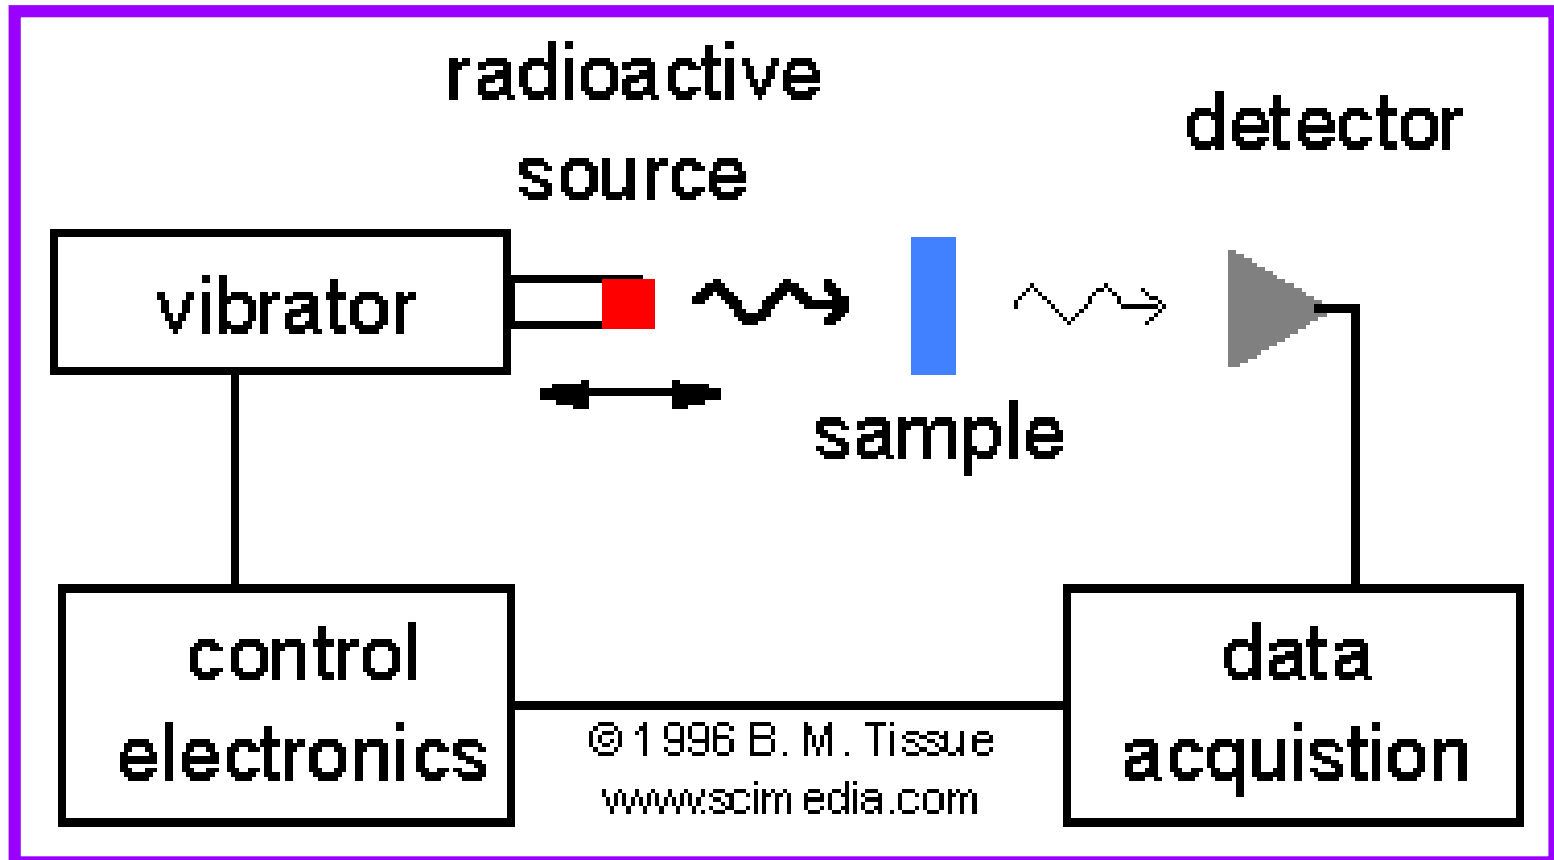 radioactive
source
detector
vibrator
sample
control
electronics
data
acquistion
© 1996 B. M. Tissue
www.scimedia.com